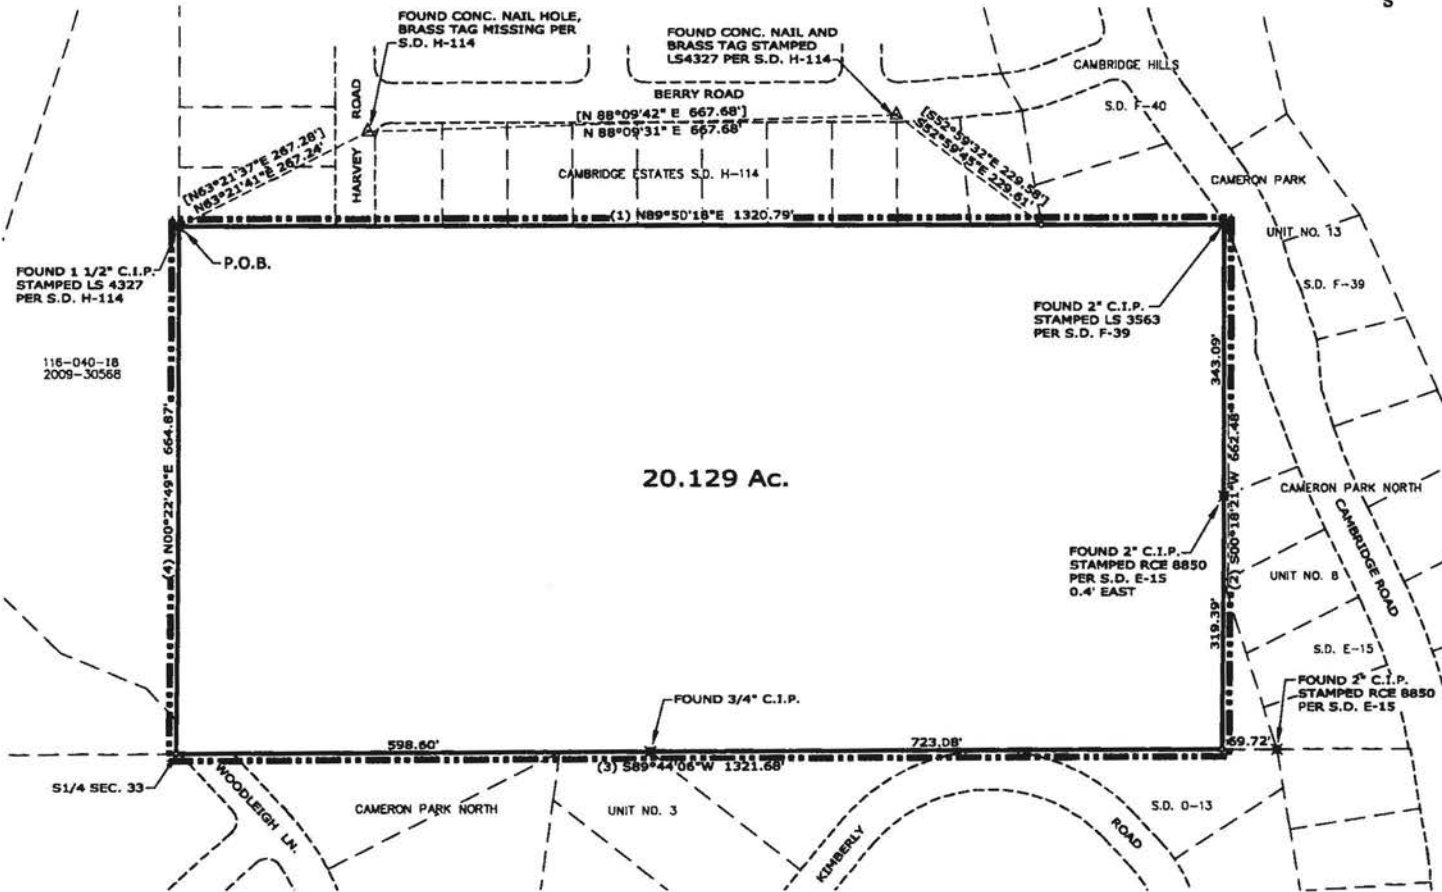 S
FOUND CONC. NAIL HOLE,
BRASS TAG MISSING PER
S.D. H-114
FOUND CONC. NAIL AND
BRASS TAG STAMPED
LS4327 PER S.D. H-114
CAMBRIDGE HILLS
S.D. F-40
HARVEY ROAD
BERRY ROAD
[N 88°09'42" E 667.68']
N 88°09'31" E 667.68'
[N63°21'37"E 267.28']
N63°21'41"E 267.24'
[S52°59'32"E 229.58']
S52°59'45"E 229.61'
CAMBRIDGE ESTATES S.D. H-114
CAMERON PARK
UNIT NO. 13
S.D. F-39
(1) N89°50'18"E 1320.79'
P.O.B.
FOUND 1 1/2" C.I.P.
STAMPED LS 4327
PER S.D. H-114
FOUND 2" C.I.P.
STAMPED LS 3563
PER S.D. F-39
116-040-18
2009-30568
343.09'
(4) N00°22'49"E 664.87'
(2) S00°18'21"W 662.48'
20.129 Ac.
CAMERON PARK NORTH
CAMBRIDGE ROAD
FOUND 2" C.I.P.
STAMPED RCE 8850
PER S.D. E-15
0.4' EAST
UNIT NO. 8
319.39'
S.D. E-15
FOUND 2" C.I.P.
STAMPED RCE 8850
PER S.D. E-15
FOUND 3/4" C.I.P.
598.60'
723.08'
69.72'
(3) S89°44'06"W 1321.68'
S1/4 SEC. 33
WOODLEIGH LN.
CAMERON PARK NORTH
UNIT NO. 3
S.D. D-13
KIMBERLY
ROAD